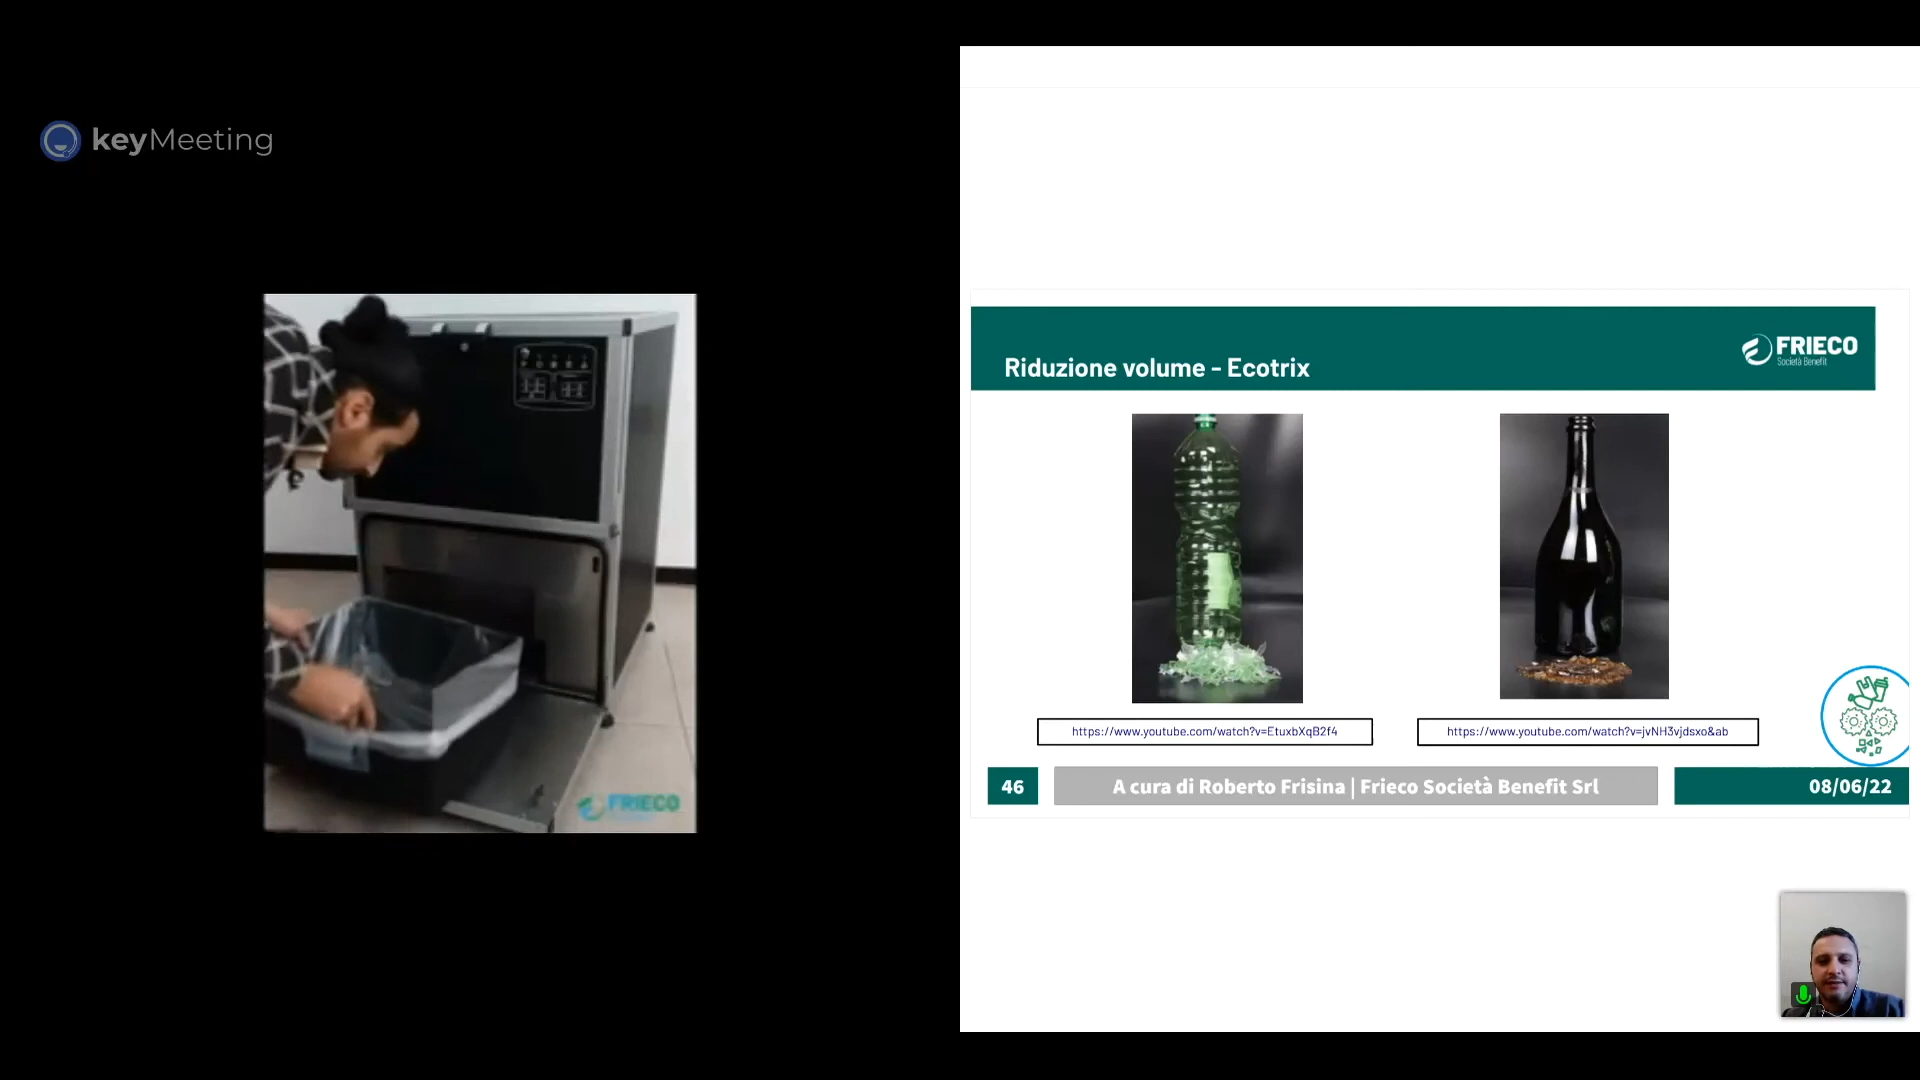 keyMeeting
FRIECO
Riduzione volume - Ecotrix
FRIECO
Società Benefit
https://www.youtube.com/watch?v=EtuxbXqB2f4
https://www.youtube.com/watch?v=jvNH3vjdsxo&ab
46
A cura di Roberto Frisina | Frieco Società Benefit Srl
08/06/22